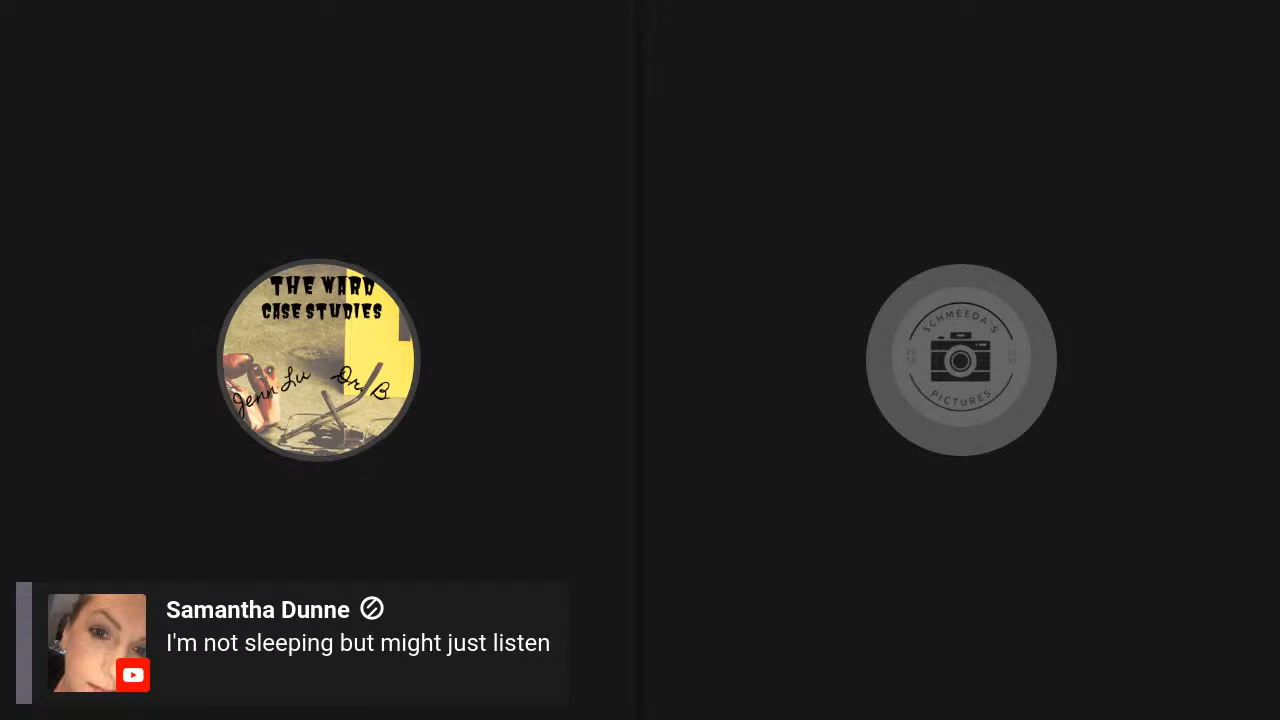 THE WARD
CASE STUDIES
Jenn Lu Dr. B
SCHMEEDA'S
PICTURES
Samantha Dunne
I'm not sleeping but might just listen